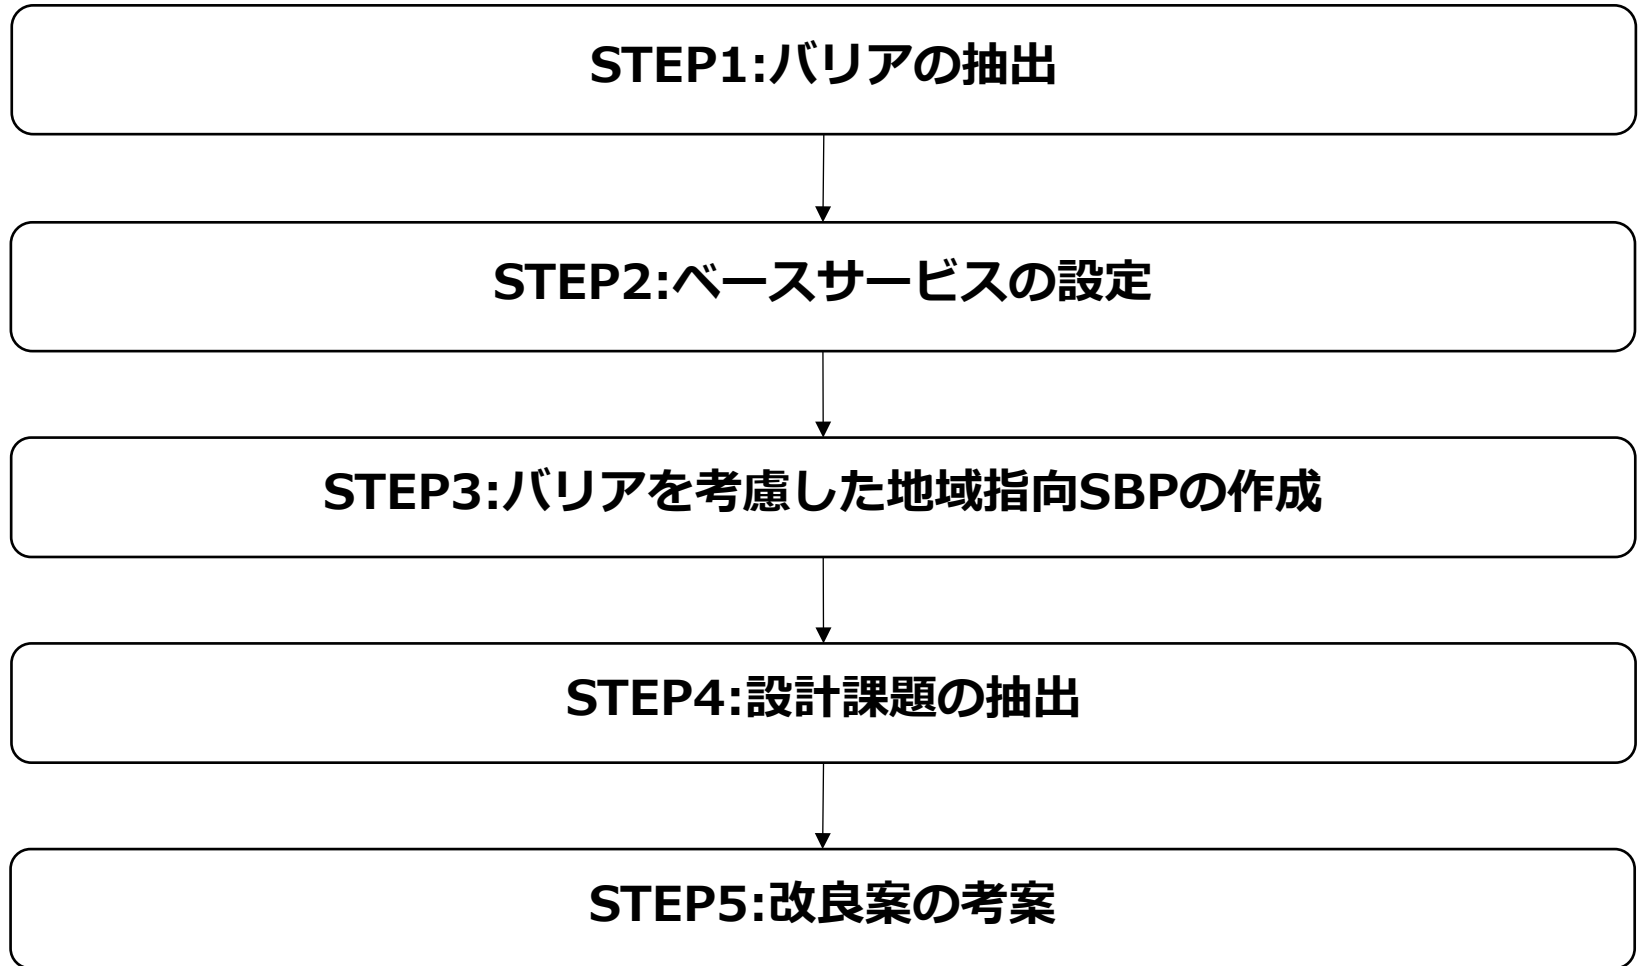 STEP1:バリアの抽出
STEP2:ベースサービスの設定
STEP3:バリアを考慮した地域指向SBPの作成
STEP4:設計課題の抽出
STEP5:改良案の考案